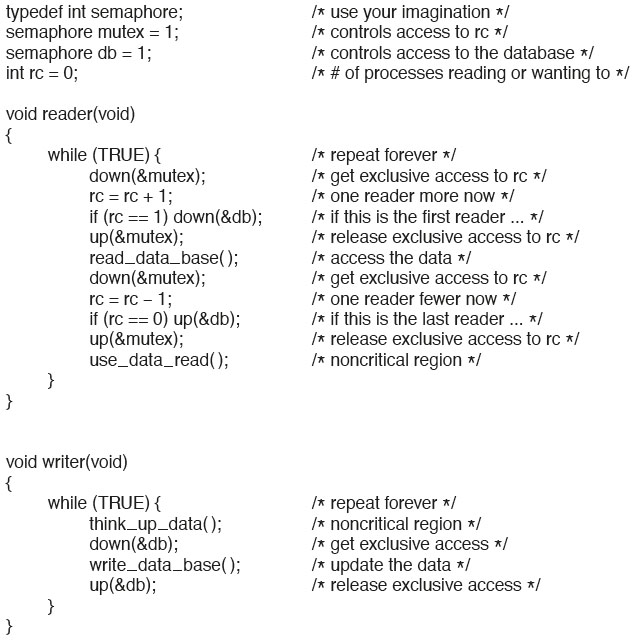 typedef int semaphore; /* use your imagination */
semaphore mutex = 1; /* controls access to rc */
semaphore db = 1; /* controls access to the database */
int rc = 0; /* # of processes reading or wanting to */
void reader(void)
{
while (TRUE) { /* repeat forever */
down(&mutex); /* get exclusive access to rc */
rc = rc + 1; /* one reader more now */
if (rc == 1) down(&db); /* if this is the first reader ... */
up(&mutex); /* release exclusive access to rc */
read_data_base( ); /* access the data */
down(&mutex); /* get exclusive access to rc */
rc = rc − 1; /* one reader fewer now */
if (rc == 0) up(&db); /* if this is the last reader ... */
up(&mutex); /* release exclusive access to rc */
use_data_read( ); /* noncritical region */
}
}
void writer(void)
{
while (TRUE) { /* repeat forever */
think_up_data( ); /* noncritical region */
down(&db); /* get exclusive access */
write_data_base( ); /* update the data */
up(&db); /* release exclusive access */
}
}